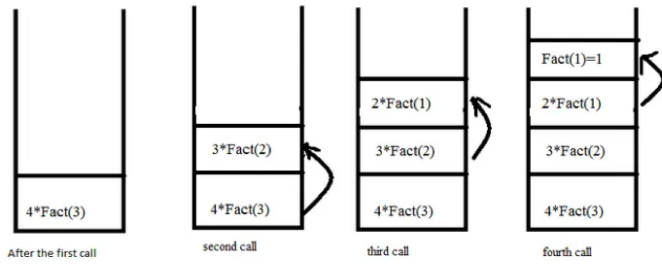 4*Fact(3)
After the first call
3*Fact(2)
4*Fact(3)
second call
2*Fact(1)
3*Fact(2)
4*Fact(3)
third call
Fact(1)=1
2*Fact(1)
3*Fact(2)
4*Fact(3)
fourth call